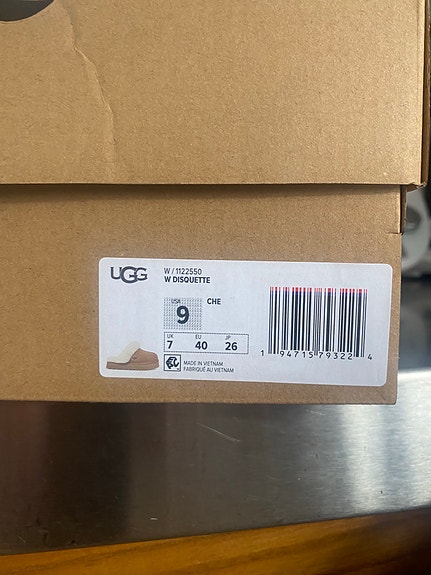 UGG
W / 1122550
W DISQUETTE
USA
9
CHE
UK EU JP
7 40 26
MADE IN VIETNAM
FABRIQUÉ AU VIETNAM
1 94715 79322 4